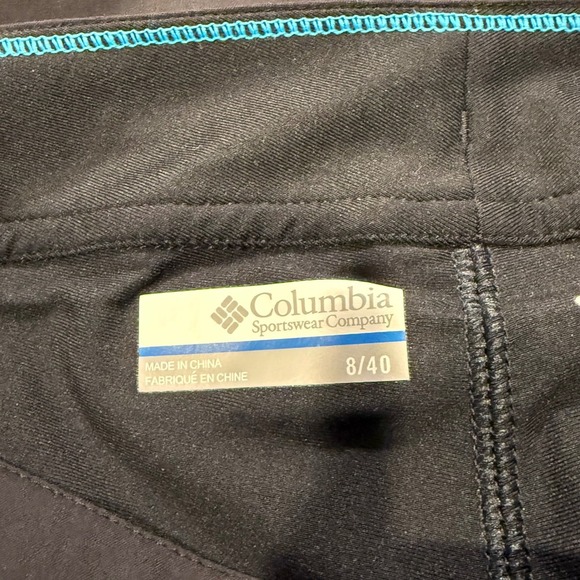 Columbia
Sportswear Company
MADE IN CHINA
FABRIQUÉ EN CHINE
8/40